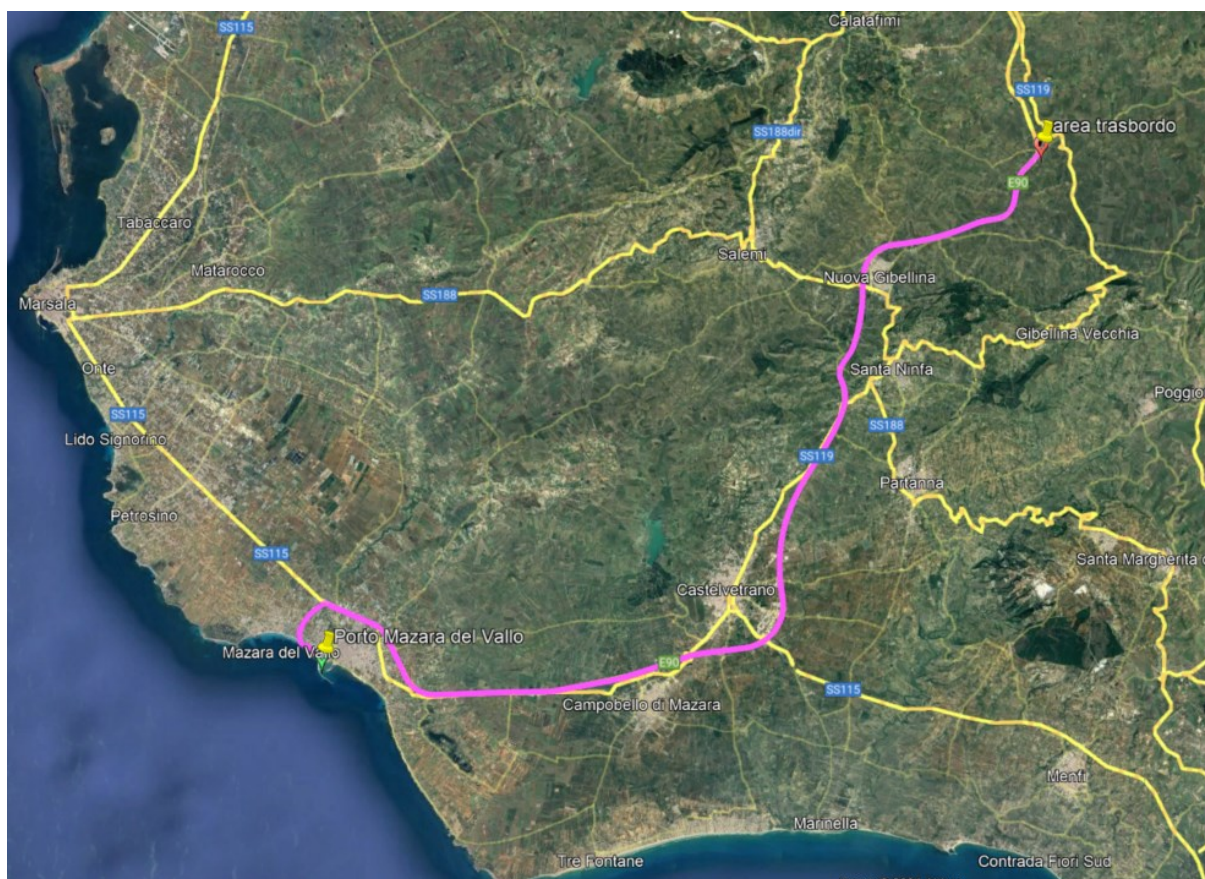 Calatafimi
SS115
SS119
area trasbordo
SS188dir
E90
Tabaccaro
Salemi
Matarocco
Nuova Gibellina
SS188
Marsala
Gibellina Vecchia
Onte
Santa Ninfa
Poggio
SS115
SS188
Lido Signorino
SS119
Partanna
Petrosino
SS115
Santa Margherita
Castelvetrano
Porto Mazara del Vallo
Mazara del Vallo
E90
SS115
Campobello di Mazara
Menfi
Marinella
Tre Fontane
Contrada Fiori Sud